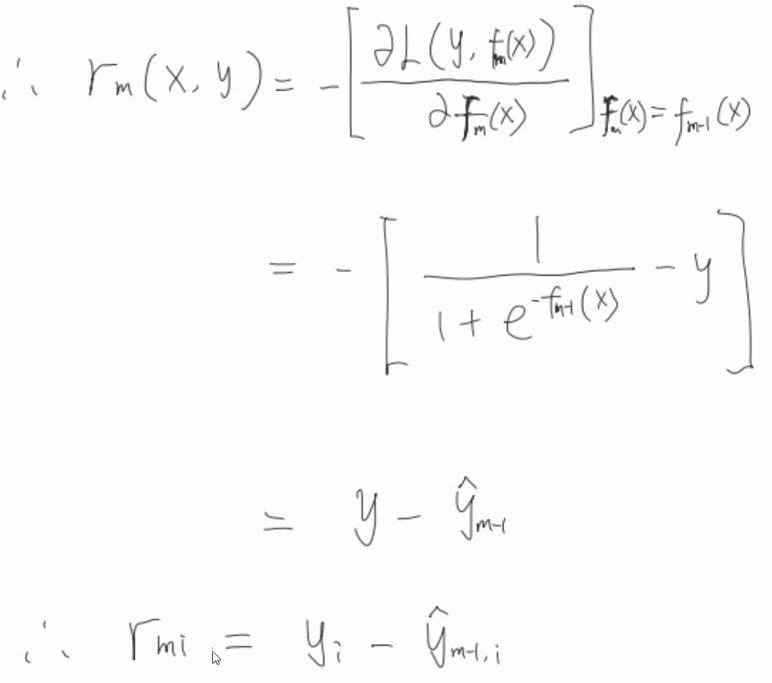 ∴ r_m(x, y) = -[∂L(y, f_m(x)) / ∂f_m(x)]_{f_m(x) = f_{m-1}(x)}
= -[1 / (1 + e^{-f_{m-1}(x)}) - y]
= y - ŷ_{m-1}
∴ r_{mi} = y_i - ŷ_{m-1,i}